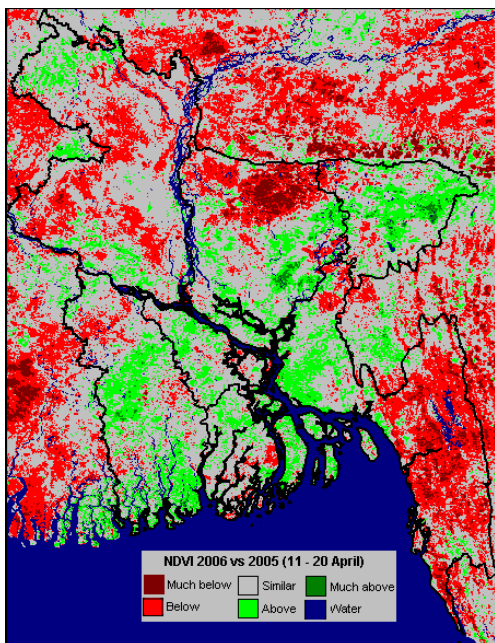 NDVI 2006 vs 2005 (11 - 20 April)
Much below Similar Much above
Below Above Water